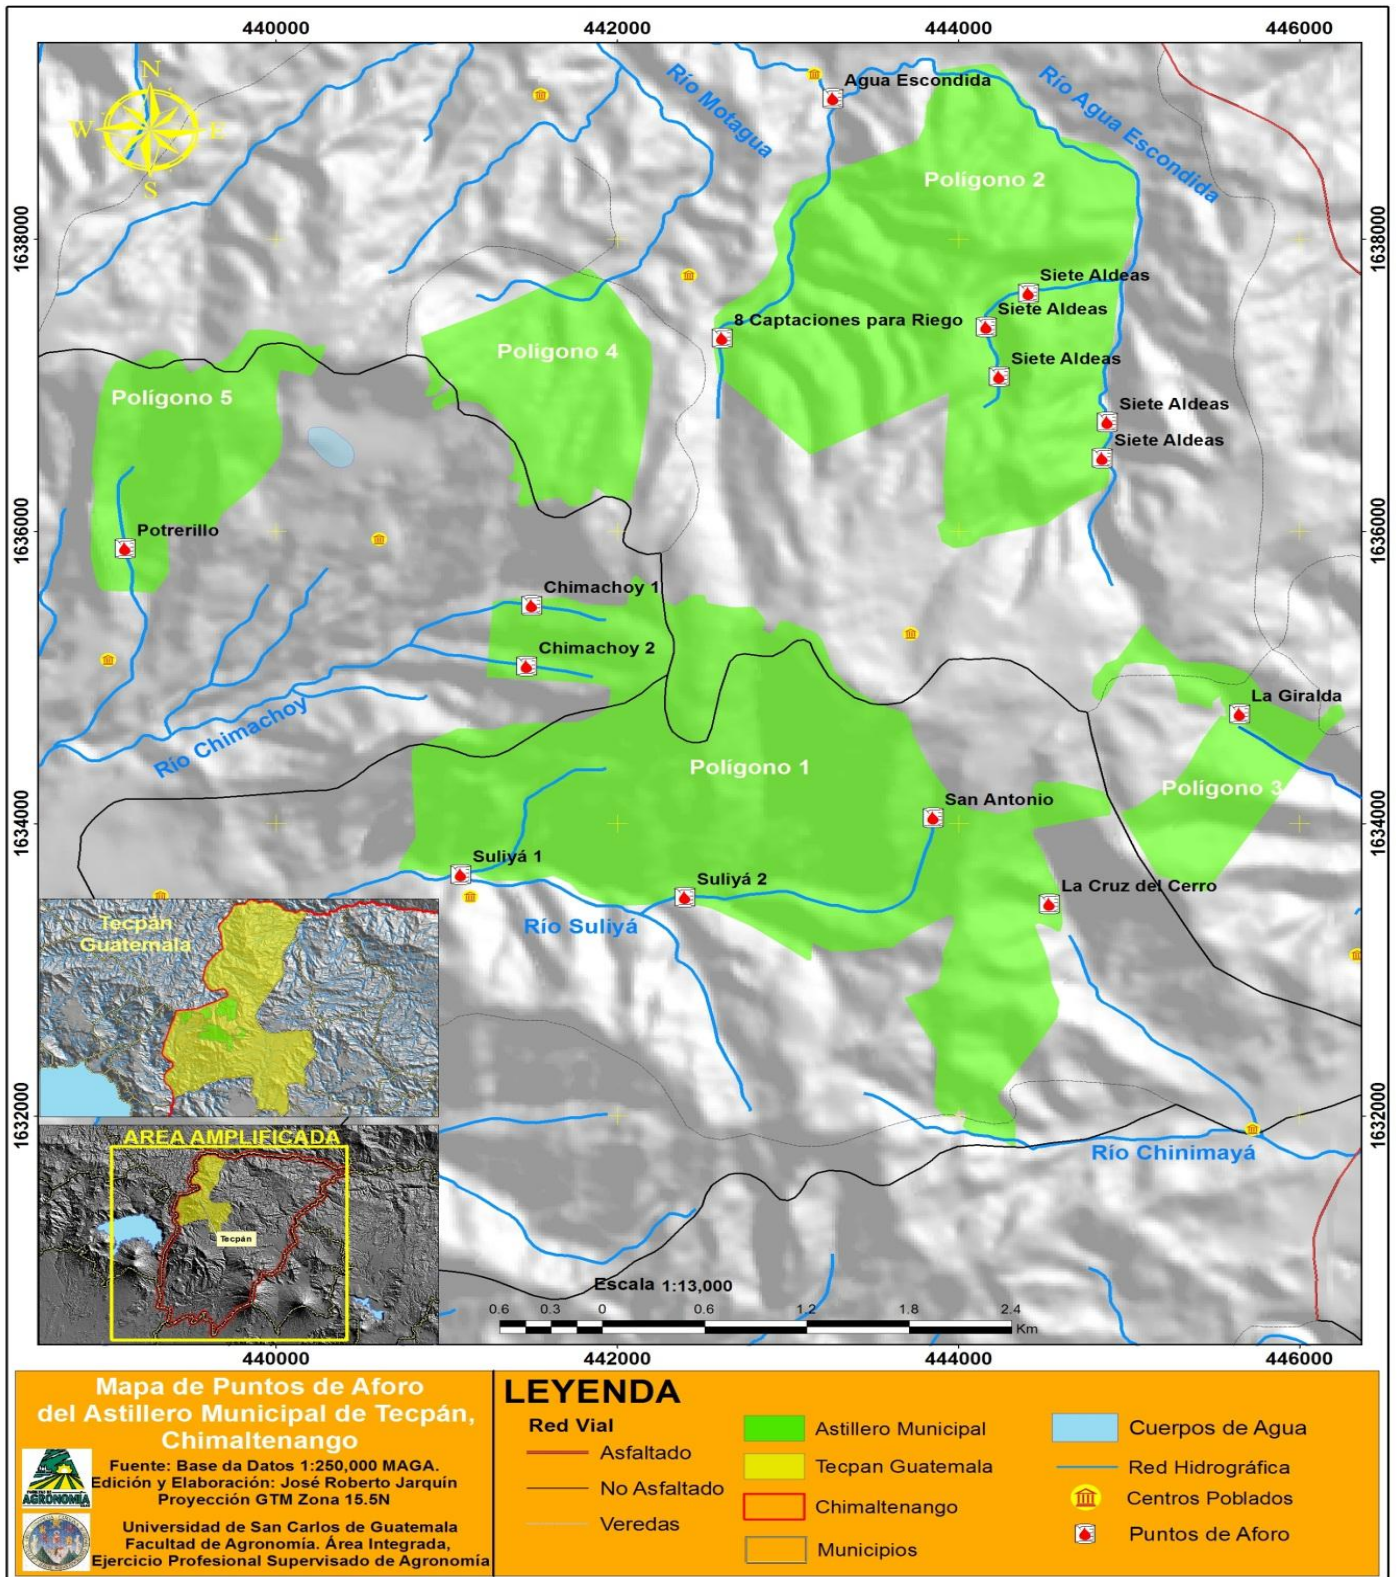 440000
442000
444000
446000
N
W
E
S
Río Motagua
Agua Escondida
Río Agua Escondida
Polígono 2
1638000
1638000
Siete Aldeas
Siete Aldeas
8 Captaciones para Riego
Polígono 4
Siete Aldeas
Polígono 5
Siete Aldeas
Siete Aldeas
1636000
1636000
Potrerillo
Chimachoy 1
Chimachoy 2
La Giralda
Río Chimachoy
Polígono 1
Polígono 3
San Antonio
1634000
1634000
Suliyá 1
Suliyá 2
La Cruz del Cerro
Río Suliyá
Tecpán
Guatemala
1632000
1632000
AREA AMPLIFICADA
Río Chinimayá
Tecpán
Escala 1:13,000
0.6 0.3 0 0.6 1.2 1.8 2.4
Km
440000
442000
444000
446000
Mapa de Puntos de Aforo
del Astillero Municipal de Tecpán,
Chimaltenango
Fuente: Base da Datos 1:250,000 MAGA.
Edición y Elaboración: José Roberto Jarquín
Proyección GTM Zona 15.5N
AGRONOMIA
Universidad de San Carlos de Guatemala
Facultad de Agronomía. Área Integrada,
Ejercicio Profesional Supervisado de Agronomía
LEYENDA
Red Vial
Asfaltado
No Asfaltado
Veredas
Astillero Municipal
Tecpan Guatemala
Chimaltenango
Municipios
Cuerpos de Agua
Red Hidrográfica
Centros Poblados
Puntos de Aforo